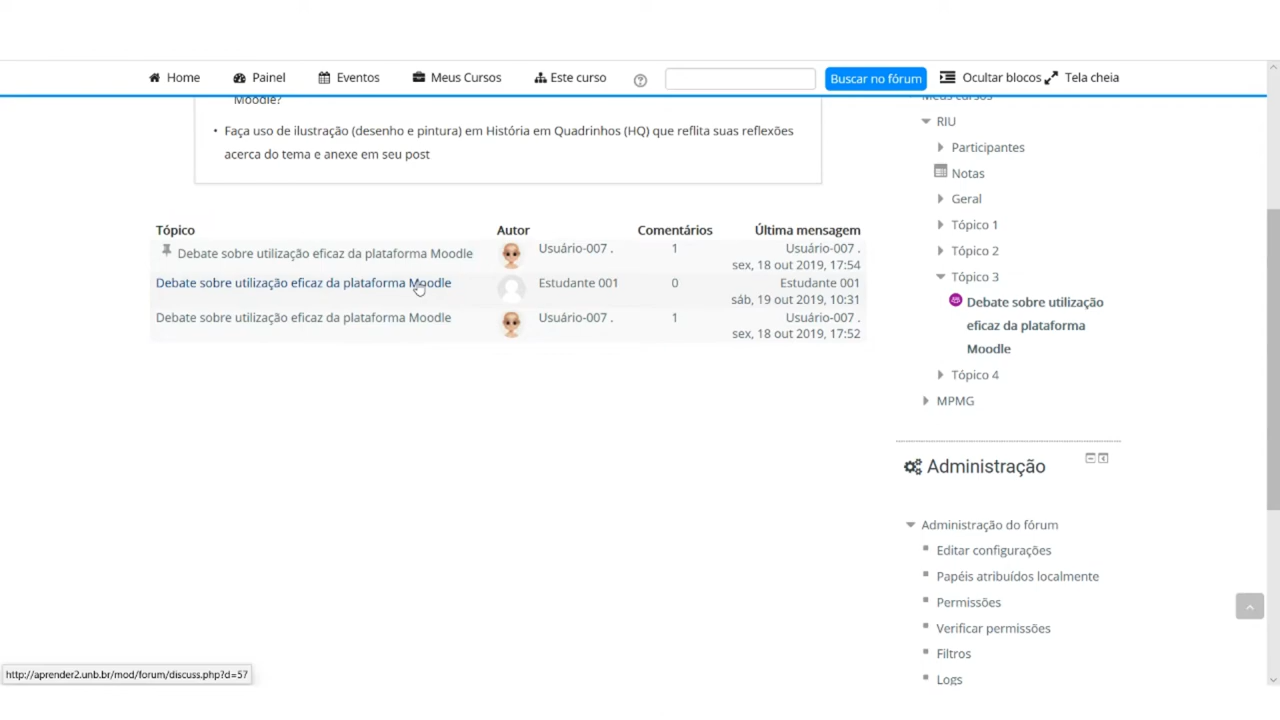 Home Painel Eventos Meus Cursos Este curso Buscar no fórum Ocultar blocos Tela cheia
Moodle?
• Faça uso de ilustração (desenho e pintura) em História em Quadrinhos (HQ) que reflita suas reflexões
acerca do tema e anexe em seu post
Tópico Autor Comentários Última mensagem
Debate sobre utilização eficaz da plataforma Moodle Usuário-007 . 1 Usuário-007 .
sex, 18 out 2019, 17:54
Debate sobre utilização eficaz da plataforma Moodle Estudante 001 0 Estudante 001
sáb, 19 out 2019, 10:31
Debate sobre utilização eficaz da plataforma Moodle Usuário-007 . 1 Usuário-007 .
sex, 18 out 2019, 17:52
Meus cursos
RIU
Participantes
Notas
Geral
Tópico 1
Tópico 2
Tópico 3
Debate sobre utilização
eficaz da plataforma
Moodle
Tópico 4
MPMG
Administração
Administração do fórum
Editar configurações
Papéis atribuídos localmente
Permissões
Verificar permissões
Filtros
Logs
http://aprender2.unb.br/mod/forum/discuss.php?d=57